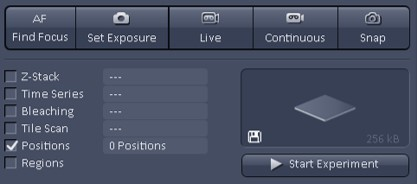 AF
Find Focus Set Exposure Live Continuous Snap
Z-Stack ---
Time Series ---
Bleaching ---
Tile Scan ---
Positions 0 Positions
Regions
256 kB
Start Experiment